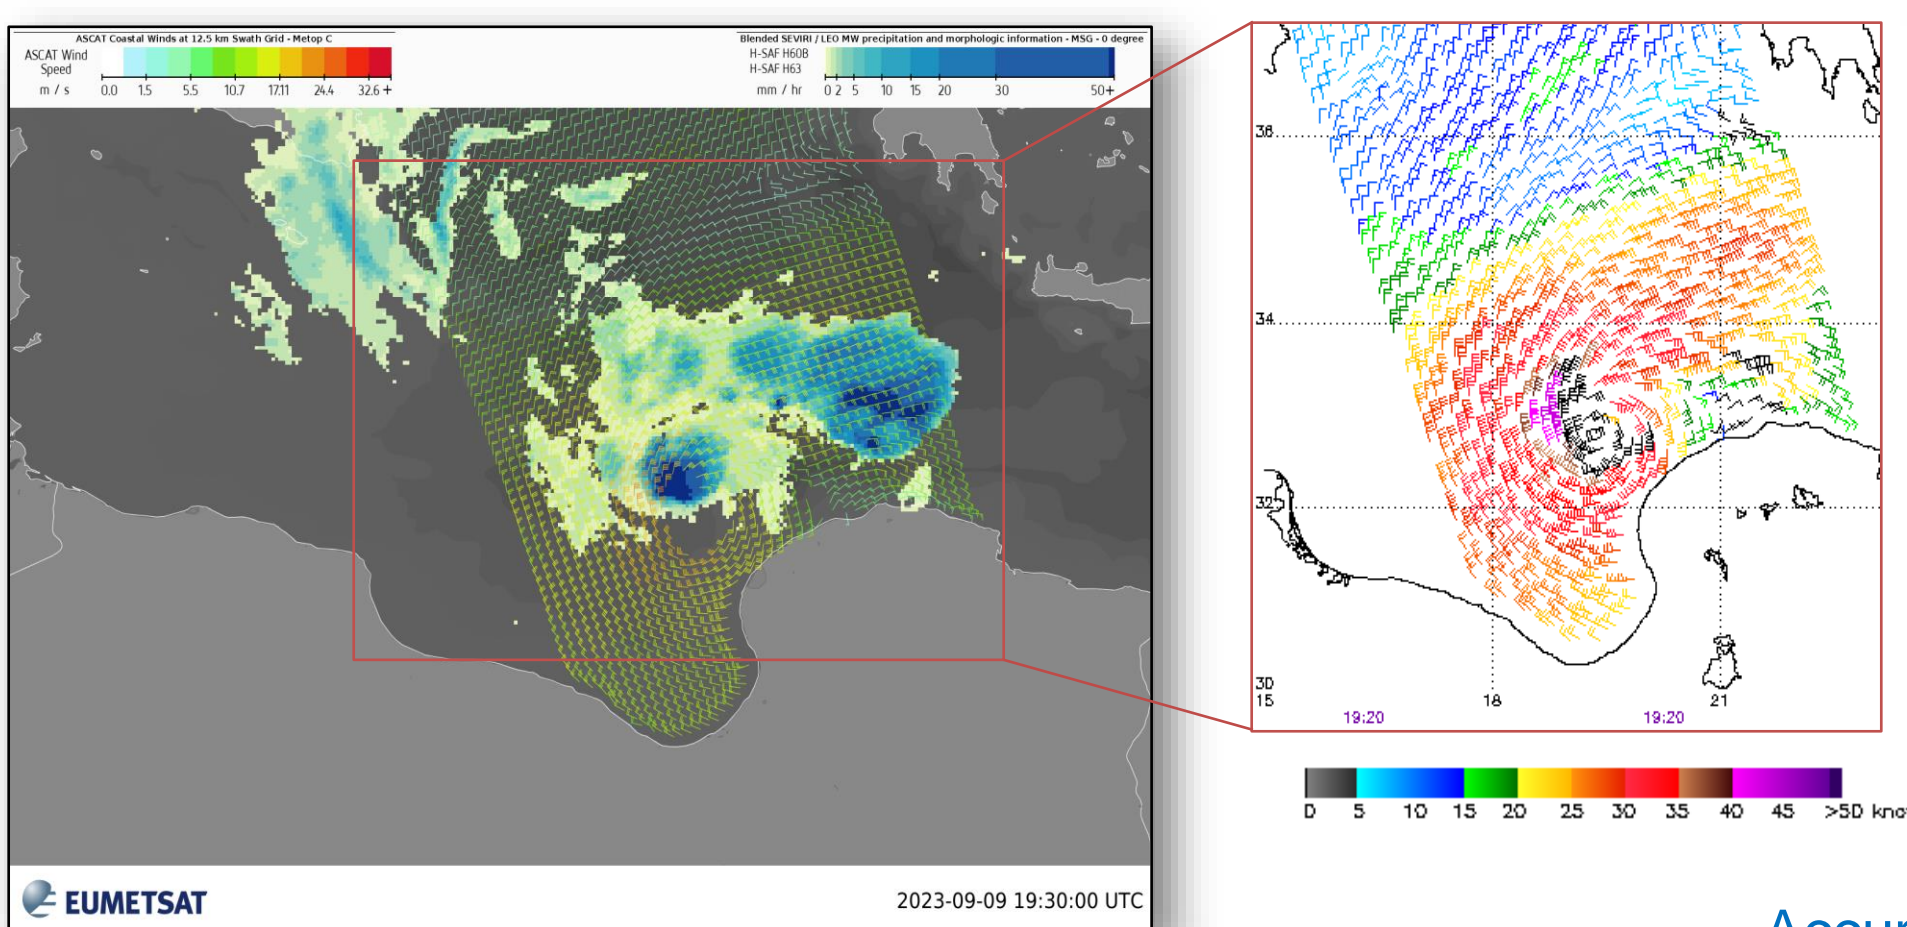 ASCAT Coastal Winds at 12.5 km Swath Grid - Metop C
ASCAT Wind
Speed
m / s
0.0 1.5 5.5 10.7 17.11 24.4 32.6 +
Blended SEVIRI / LEO MW precipitation and morphologic information - MSG - 0 degree
H-SAF H60B
H-SAF H63
mm / hr
0 2 5 10 15 20 30 50+
EUMETSAT
2023-09-09 19:30:00 UTC
36
34
32
30
15 18 21
19:20 19:20
0 5 10 15 20 25 30 35 40 45 >50 kno
Accur